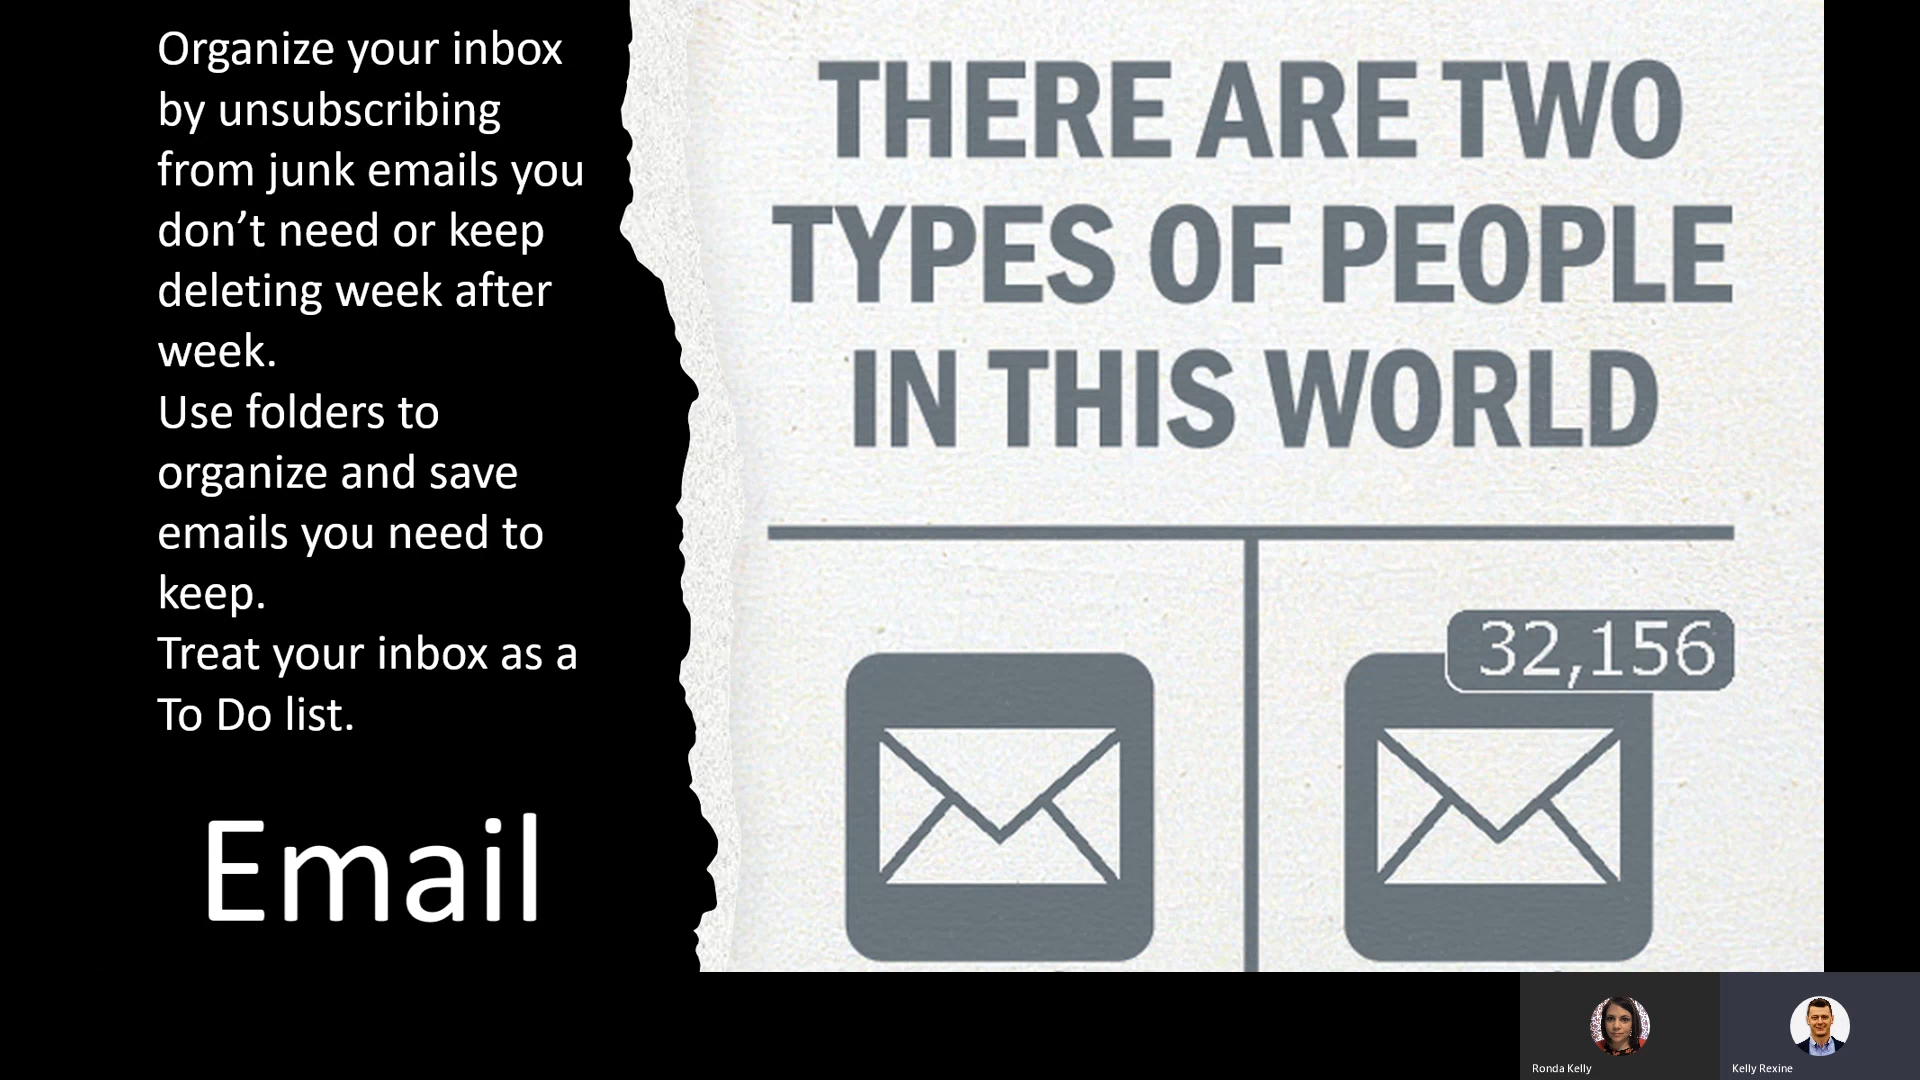 Organize your inbox
by unsubscribing
from junk emails you
don’t need or keep
deleting week after
week.
Use folders to
organize and save
emails you need to
keep.
Treat your inbox as a
To Do list.
Email
THERE ARE TWO
TYPES OF PEOPLE
IN THIS WORLD
32,156
Ronda Kelly
Kelly Rexine